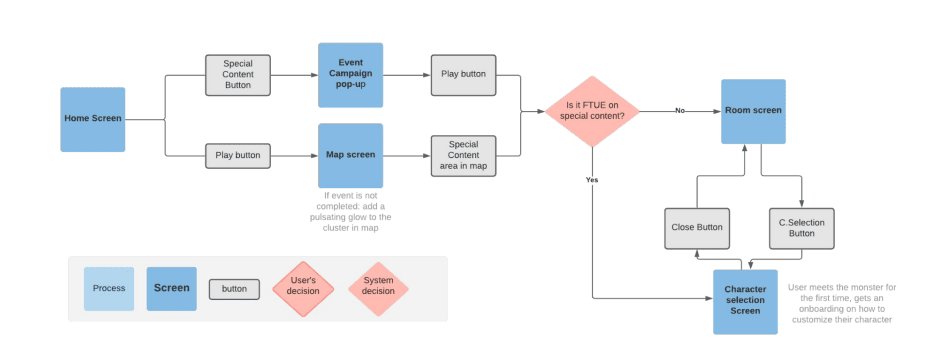 Home Screen
Special
Content
Button
Event
Campaign
pop-up
Play button
Play button
Map screen
Special
Content
area in map
If event is not
completed: add a
pulsating glow to the
cluster in map
Is it FTUE on
special content?
No
Yes
Room screen
Close Button
C.Selection
Button
Character
selection
Screen
User meets the monster for
the first time, gets an
onboarding on how to
customize their character
Process
Screen
button
User's
decision
System
decision